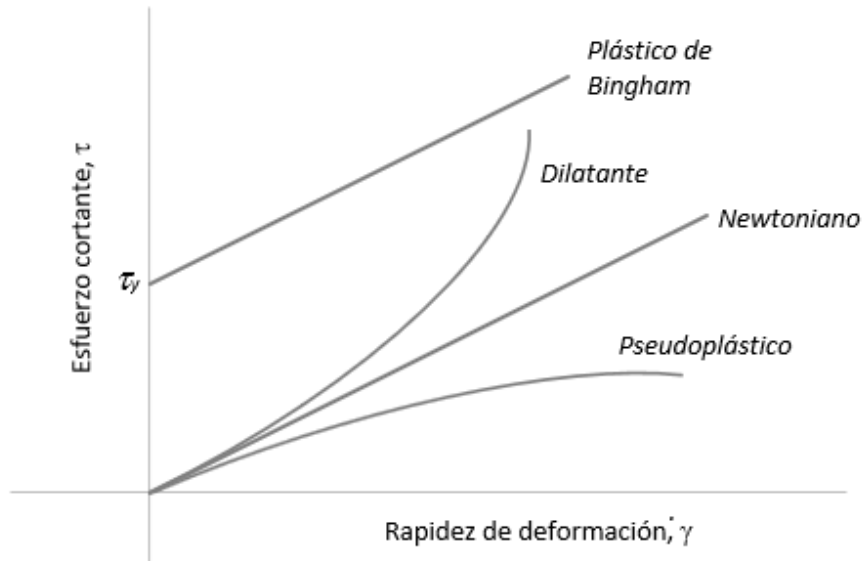 Plástico de
Bingham
Dilatante
Newtoniano
Pseudoplástico
Esfuerzo cortante, τ
τy
Rapidez de deformación, γ̇